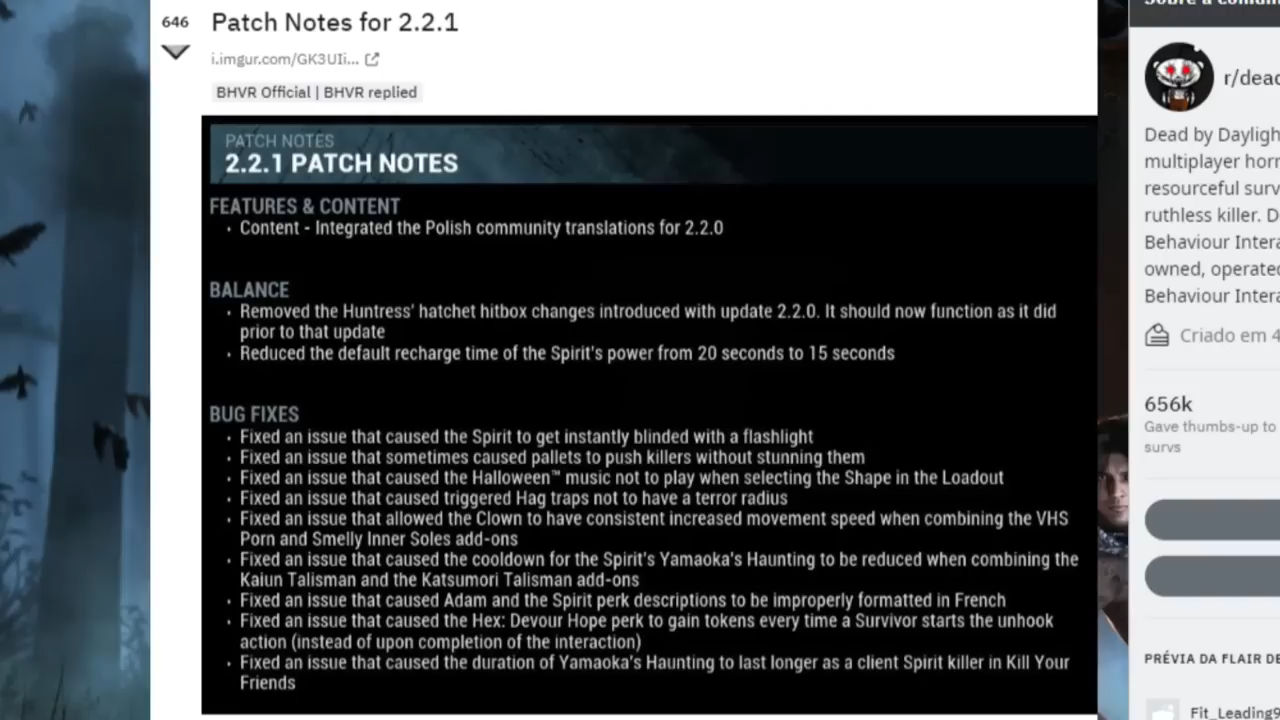 646
Patch Notes for 2.2.1
i.imgur.com/GK3UIi...
BHVR Official | BHVR replied
PATCH NOTES
2.2.1 PATCH NOTES
FEATURES & CONTENT
• Content - Integrated the Polish community translations for 2.2.0
BALANCE
• Removed the Huntress' hatchet hitbox changes introduced with update 2.2.0. It should now function as it did
prior to that update
• Reduced the default recharge time of the Spirit's power from 20 seconds to 15 seconds
BUG FIXES
• Fixed an issue that caused the Spirit to get instantly blinded with a flashlight
• Fixed an issue that sometimes caused pallets to push killers without stunning them
• Fixed an issue that caused the Halloween™ music not to play when selecting the Shape in the Loadout
• Fixed an issue that caused triggered Hag traps not to have a terror radius
• Fixed an issue that allowed the Clown to have consistent increased movement speed when combining the VHS
Porn and Smelly Inner Soles add-ons
• Fixed an issue that caused the cooldown for the Spirit's Yamaoka's Haunting to be reduced when combining the
Kaiun Talisman and the Katsumori Talisman add-ons
• Fixed an issue that caused Adam and the Spirit perk descriptions to be improperly formatted in French
• Fixed an issue that caused the Hex: Devour Hope perk to gain tokens every time a Survivor starts the unhook
action (instead of upon completion of the interaction)
• Fixed an issue that caused the duration of Yamaoka's Haunting to last longer as a client Spirit killer in Kill Your
Friends
r/dead
Dead by Dayligh
multiplayer horr
resourceful surv
ruthless killer. D
Behaviour Intera
owned, operated
Behaviour Intera
Criado em 4
656k
Gave thumbs-up to
survs
PRÉVIA DA FLAIR DE
Fit_Leading9